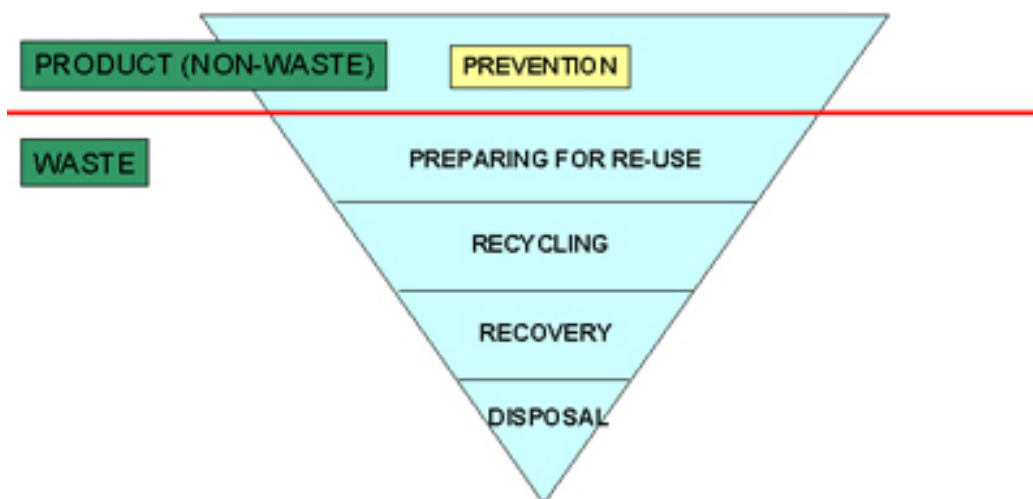 PRODUCT (NON-WASTE)
PREVENTION
WASTE
PREPARING FOR RE-USE
RECYCLING
RECOVERY
DISPOSAL